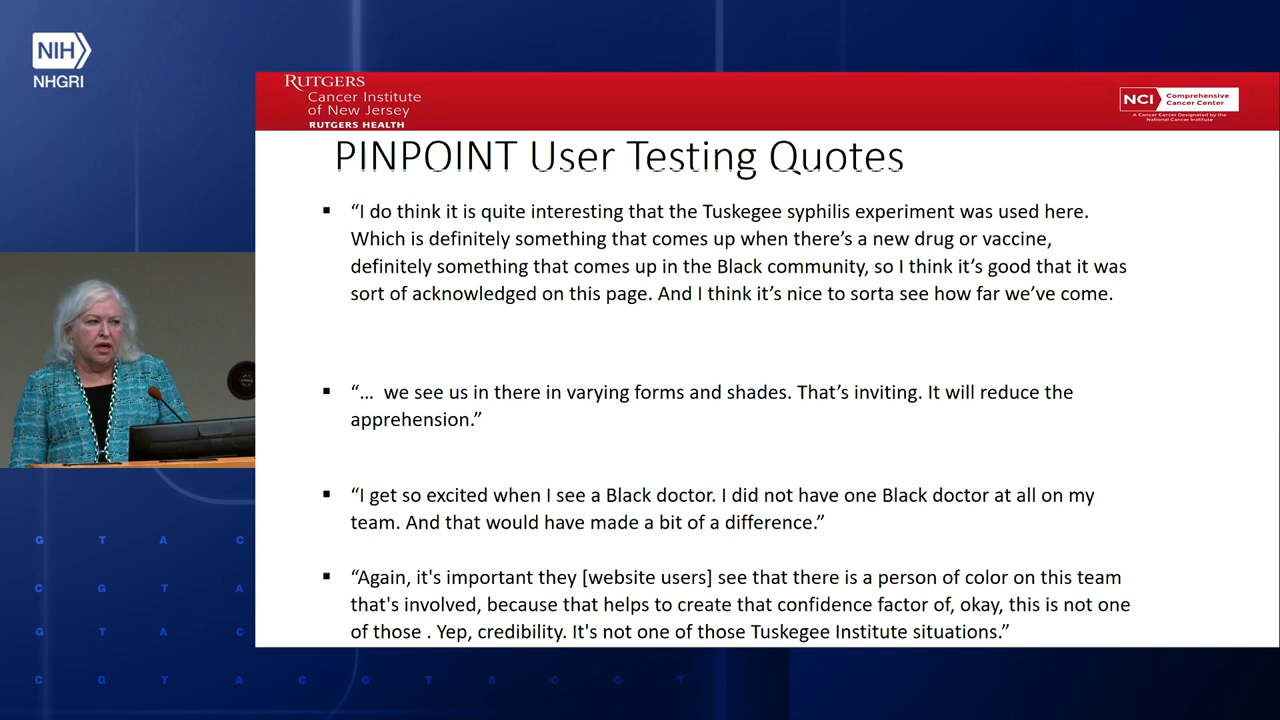 NIH
NHGRI
RUTGERS
Cancer Institute
of New Jersey
RUTGERS HEALTH
NCI Comprehensive
Cancer Center
A Cancer Center Designated by the
National Cancer Institute
PINPOINT User Testing Quotes
▪ “I do think it is quite interesting that the Tuskegee syphilis experiment was used here.
Which is definitely something that comes up when there’s a new drug or vaccine,
definitely something that comes up in the Black community, so I think it’s good that it was
sort of acknowledged on this page. And I think it’s nice to sorta see how far we’ve come.
▪ “… we see us in there in varying forms and shades. That’s inviting. It will reduce the
apprehension.”
▪ “I get so excited when I see a Black doctor. I did not have one Black doctor at all on my
team. And that would have made a bit of a difference.”
▪ “Again, it's important they [website users] see that there is a person of color on this team
that's involved, because that helps to create that confidence factor of, okay, this is not one
of those . Yep, credibility. It's not one of those Tuskegee Institute situations.”
G T A C
C G T A
G T A C
C G T A C G T A C G T